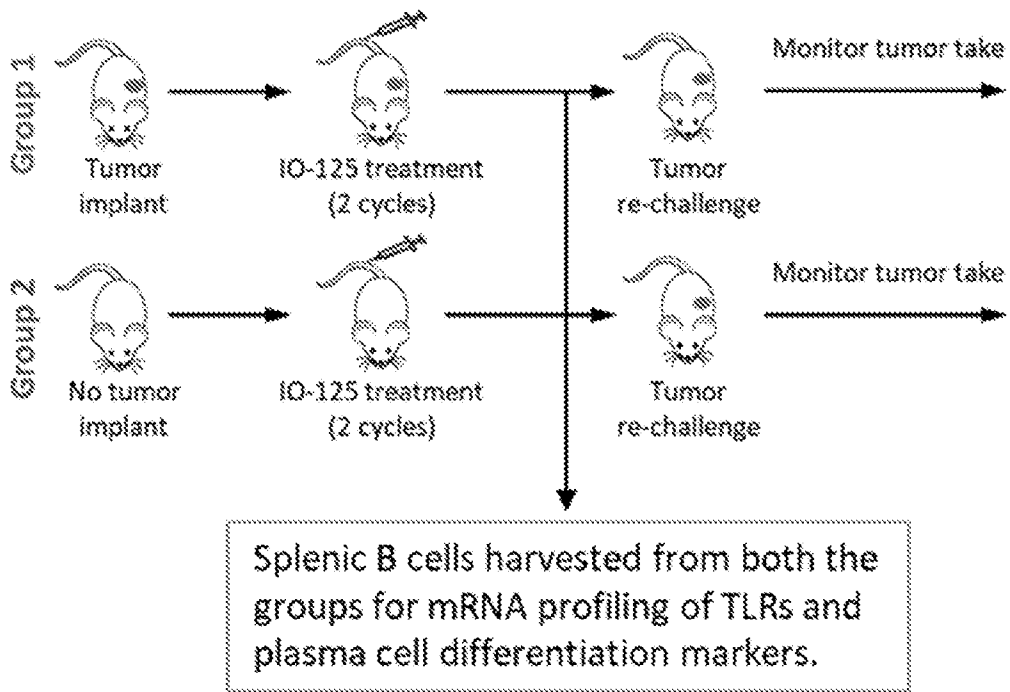 Group 1
Monitor tumor take
Tumor
implant
IO-125 treatment
(2 cycles)
Tumor
re-challenge
Group 2
Monitor tumor take
No tumor
implant
IO-125 treatment
(2 cycles)
Tumor
re-challenge
Splenic B cells harvested from both the
groups for mRNA profiling of TLRs and
plasma cell differentiation markers.